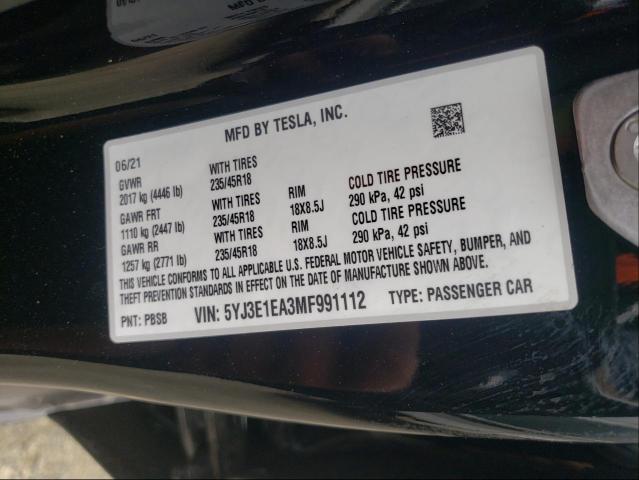 MFD BY TESLA, INC.
06/21
GVWR WITH TIRES
2017 kg (4446 lb) 235/45R18 RIM COLD TIRE PRESSURE
GAWR FRT WITH TIRES 18X8.5J 290 kPa, 42 psi
1110 kg (2447 lb) 235/45R18 RIM COLD TIRE PRESSURE
GAWR RR WITH TIRES 18X8.5J 290 kPa, 42 psi
1257 kg (2771 lb) 235/45R18
THIS VEHICLE CONFORMS TO ALL APPLICABLE U.S. FEDERAL MOTOR VEHICLE SAFETY, BUMPER, AND
THEFT PREVENTION STANDARDS IN EFFECT ON THE DATE OF MANUFACTURE SHOWN ABOVE.
PNT: PBSB VIN: 5YJ3E1EA3MF991112 TYPE: PASSENGER CAR